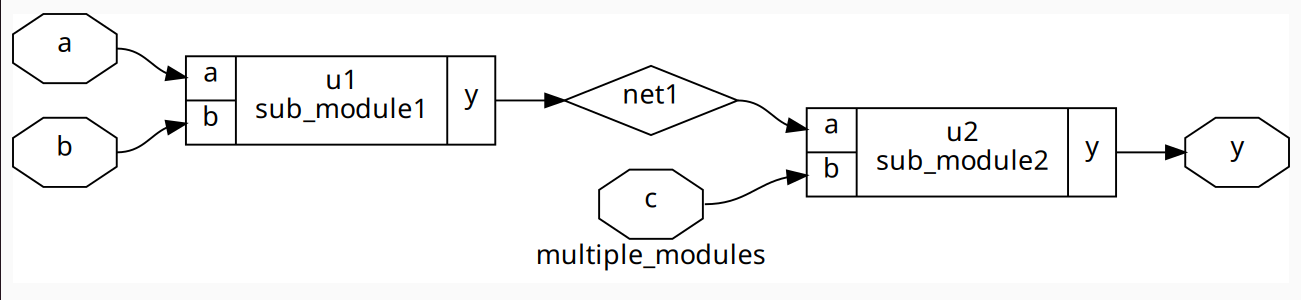 a
b
a
b
u1
sub_module1
y
net1
c
a
b
u2
sub_module2
y
y
multiple_modules